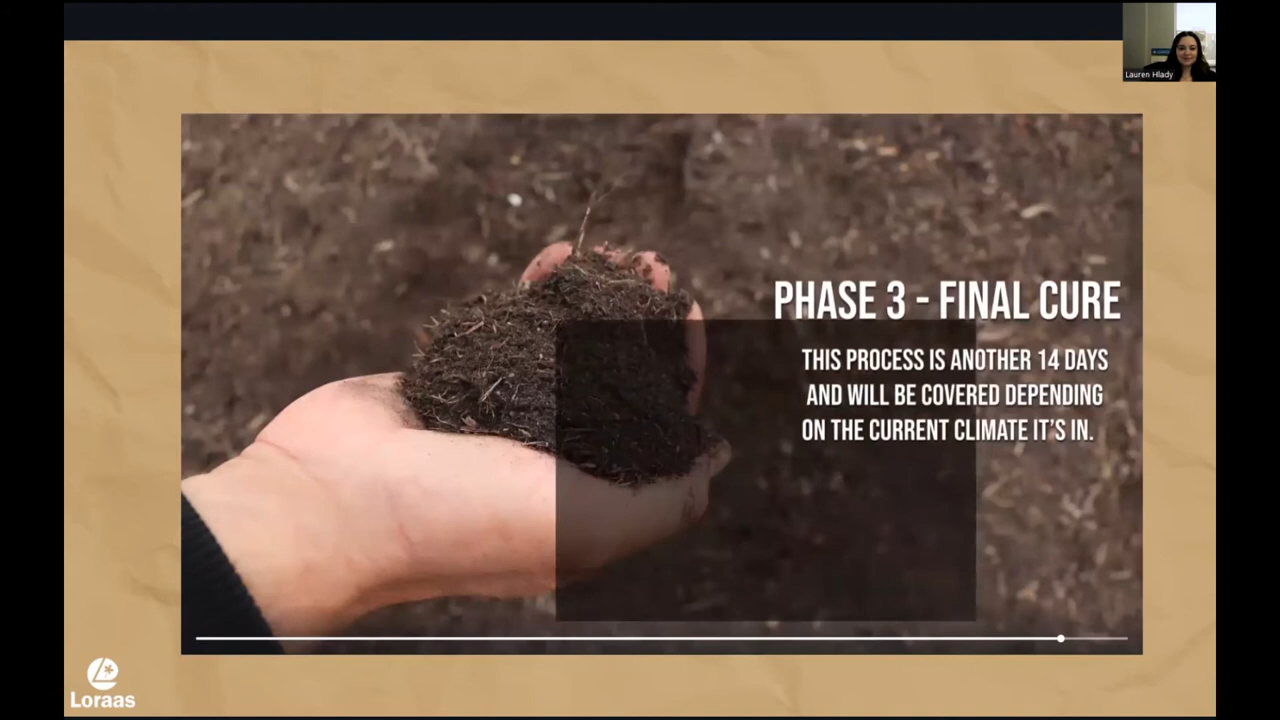 Lauren Hlady
PHASE 3 - FINAL CURE
THIS PROCESS IS ANOTHER 14 DAYS
AND WILL BE COVERED DEPENDING
ON THE CURRENT CLIMATE IT'S IN.
Loraas